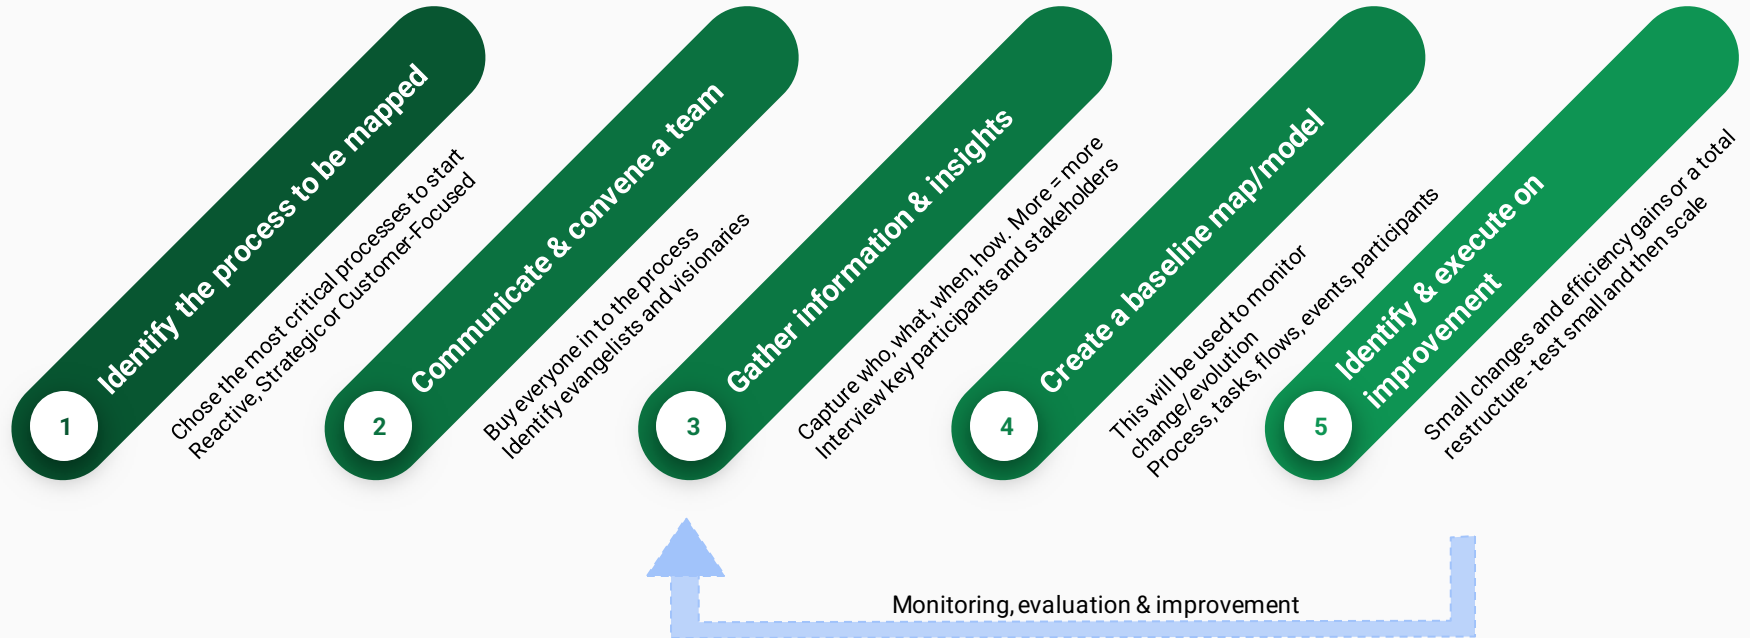 1
Identify the process to be mapped
Chose the most critical processes to start
Reactive, Strategic or Customer-Focused
2
Communicate & convene a team
Buy everyone in to the process
Identify evangelists and visionaries
3
Gather information & insights
Capture who, what, when, how. More = more
Interview key participants and stakeholders
4
Create a baseline map/model
This will be used to monitor
change/evolution
Process, tasks, flows, events, participants
5
Identify & execute on
improvement
Small changes and efficiency gains or a total
restructure - test small and then scale
Monitoring, evaluation & improvement